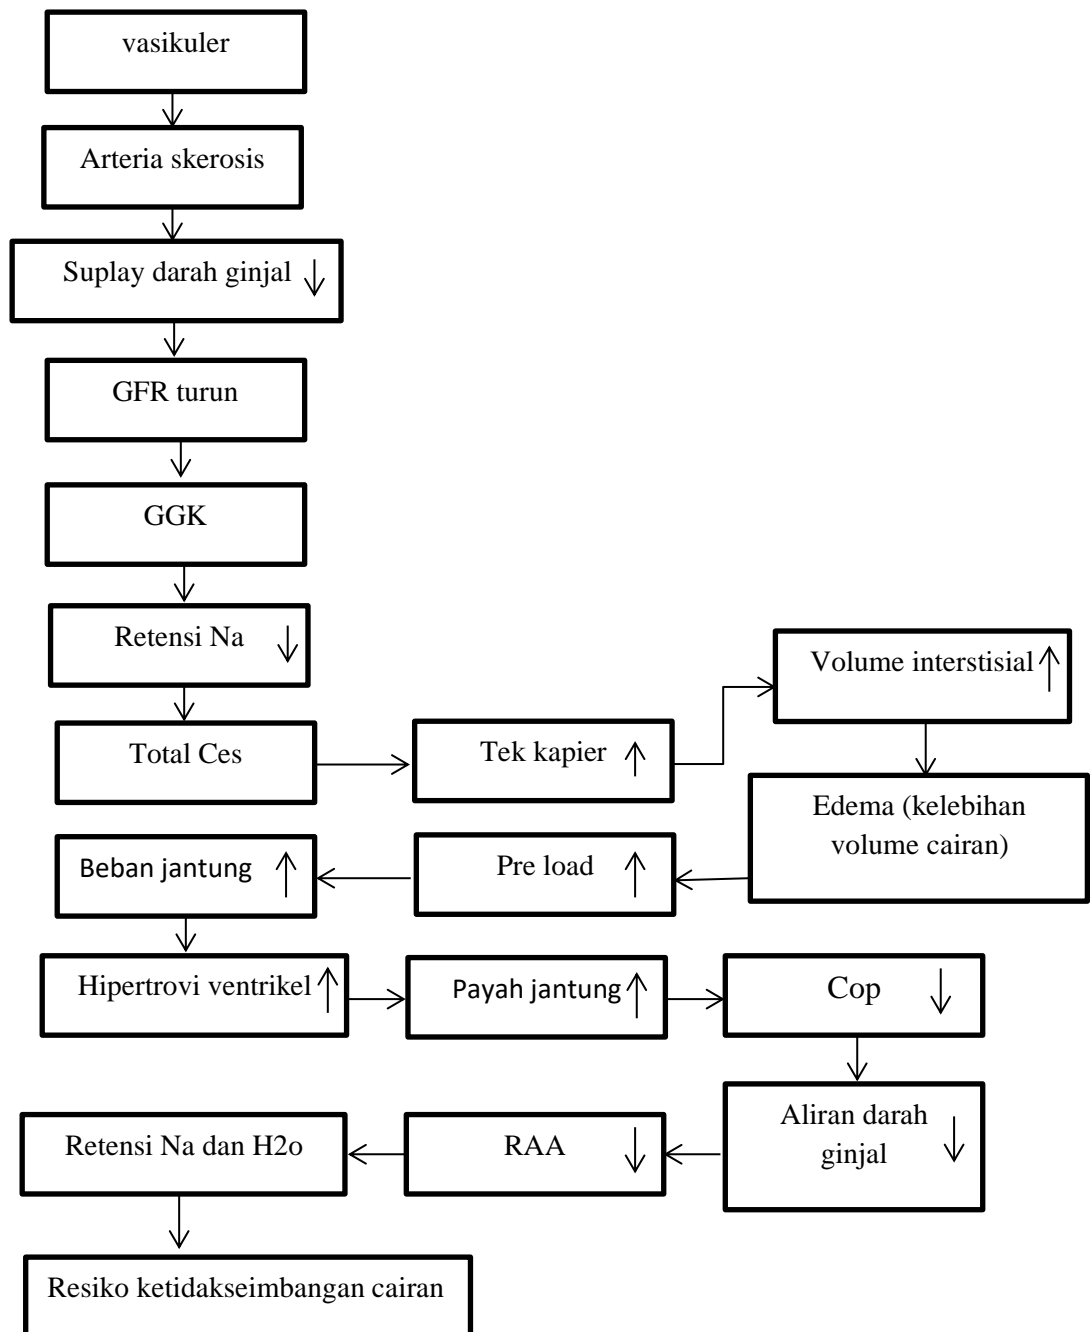 vasikuler
Arteria skerosis
Suplay darah ginjal
GFR turun
GGK
Retensi Na
Total Ces
Tek kapier
Volume interstisial
Edema (kelebihan
volume cairan)
Pre load
Beban jantung
Hipertrovi ventrikel
Payah jantung
Cop
Aliran darah
ginjal
RAA
Retensi Na dan H2o
Resiko ketidakseimbangan cairan